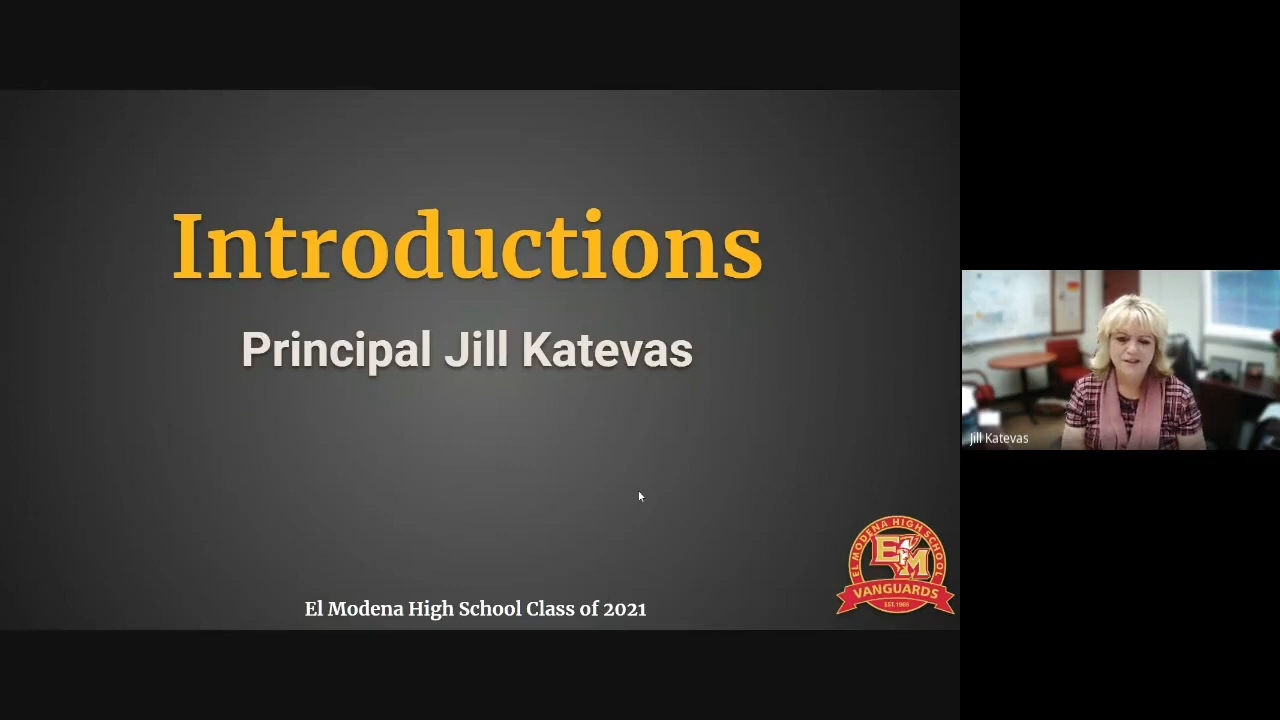 Introductions
Principal Jill Katevas
El Modena High School Class of 2021
EL MODENA HIGH SCHOOL
EM
VANGUARDS
EST.1966
Jill Katevas